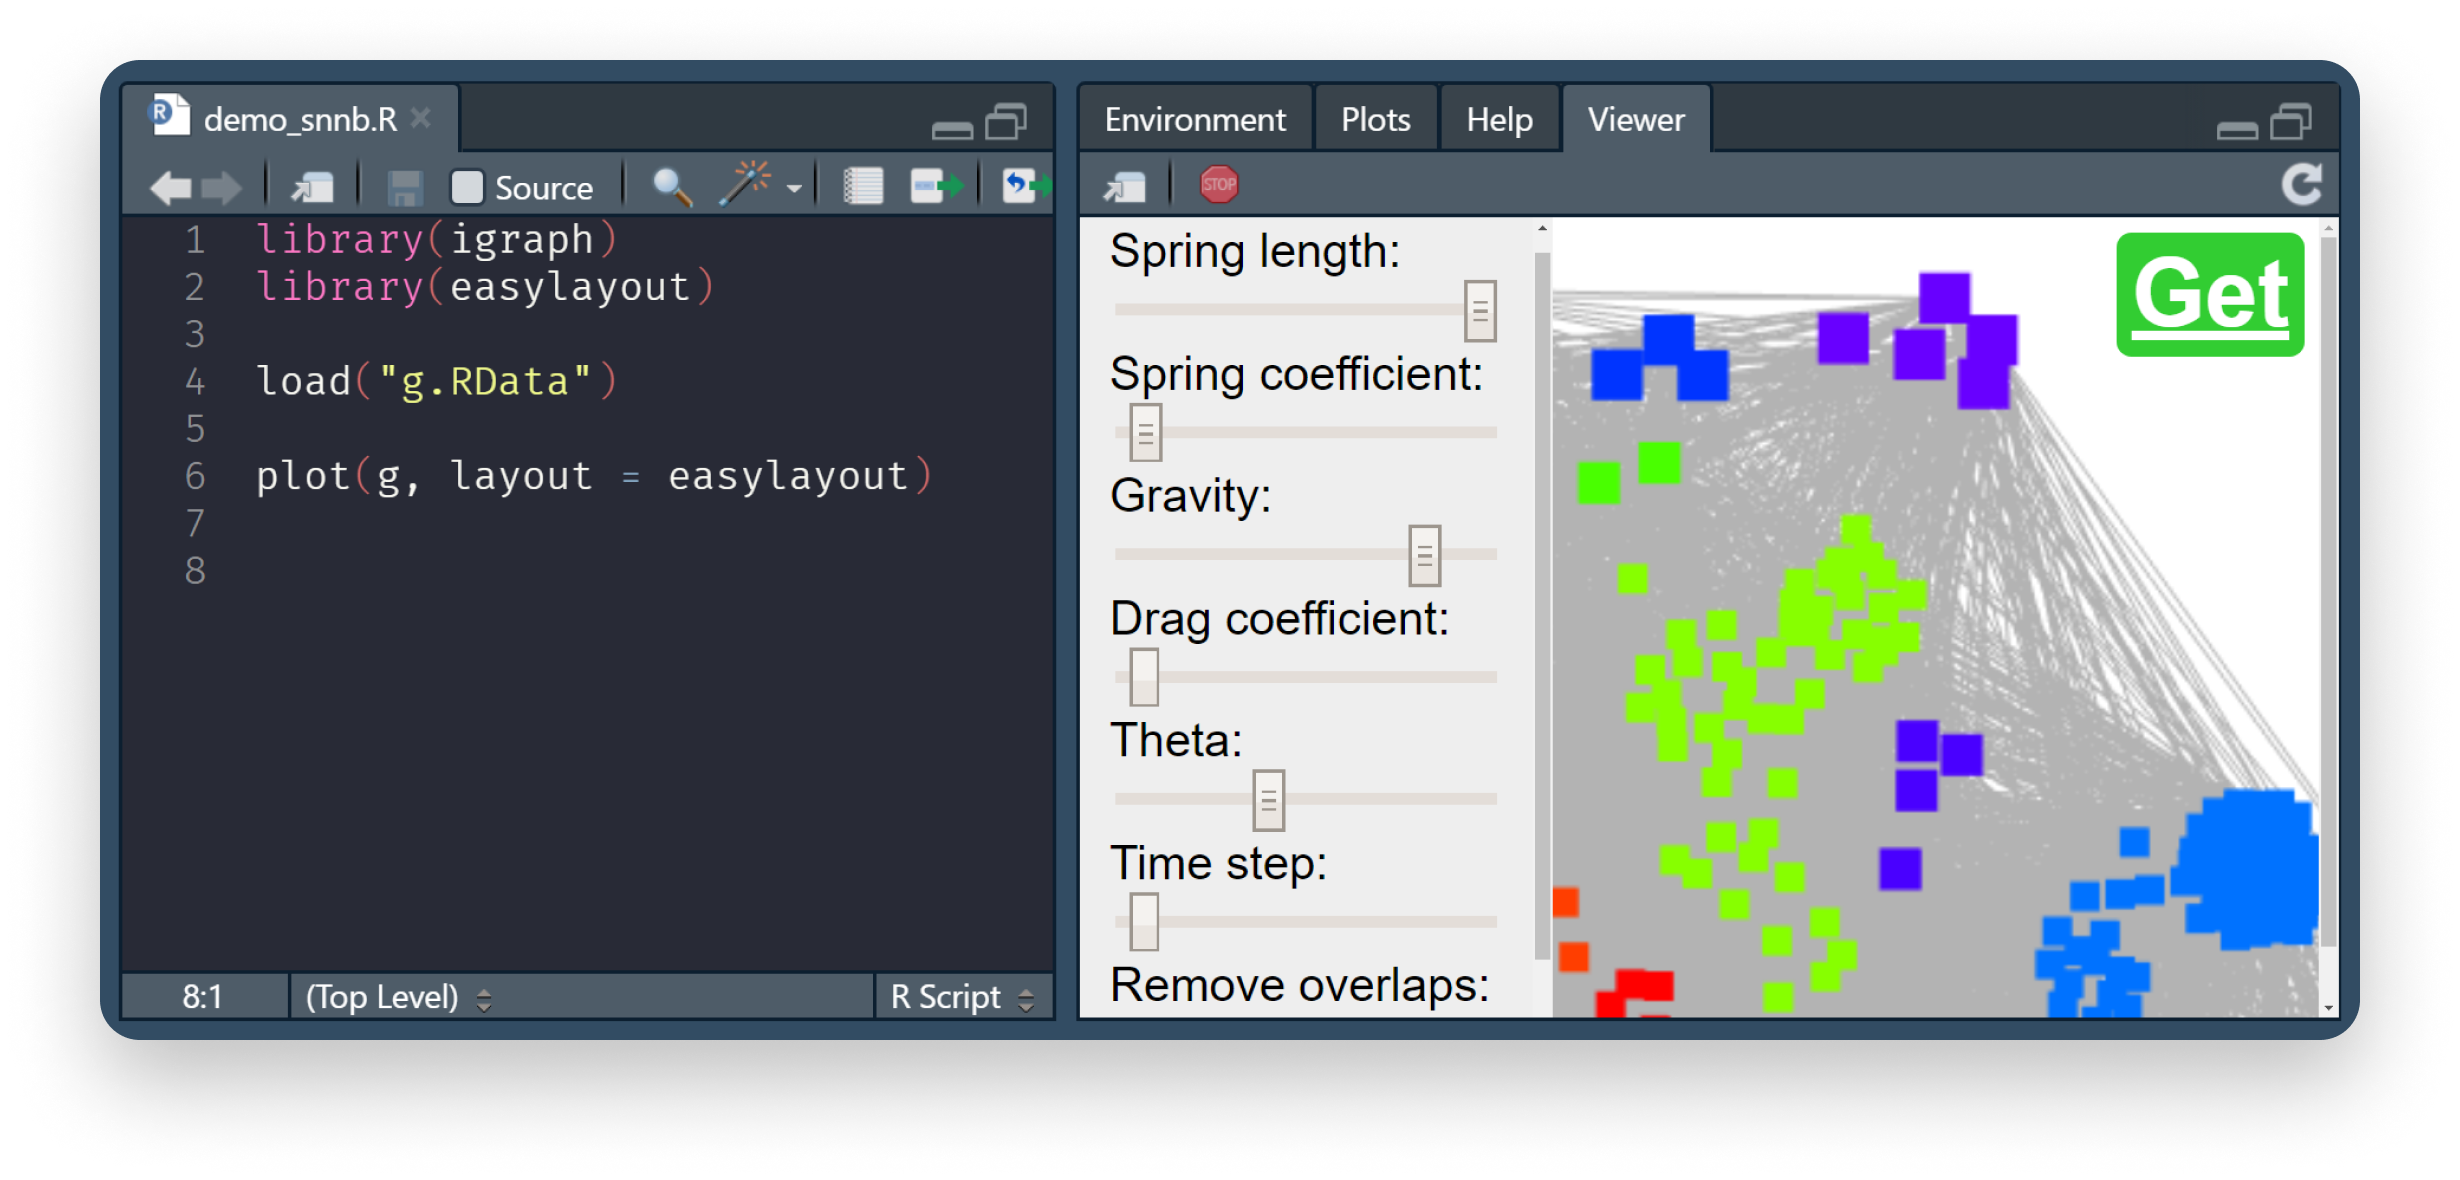 demo_snnb.R
Source
1 library(igraph)
2 library(easylayout)
3
4 load("g.RData")
5
6 plot(g, layout = easylayout)
7
8
8:1 (Top Level) R Script
Environment Plots Help Viewer
STOP
Spring length:
Spring coefficient:
Gravity:
Drag coefficient:
Theta:
Time step:
Remove overlaps:
Get